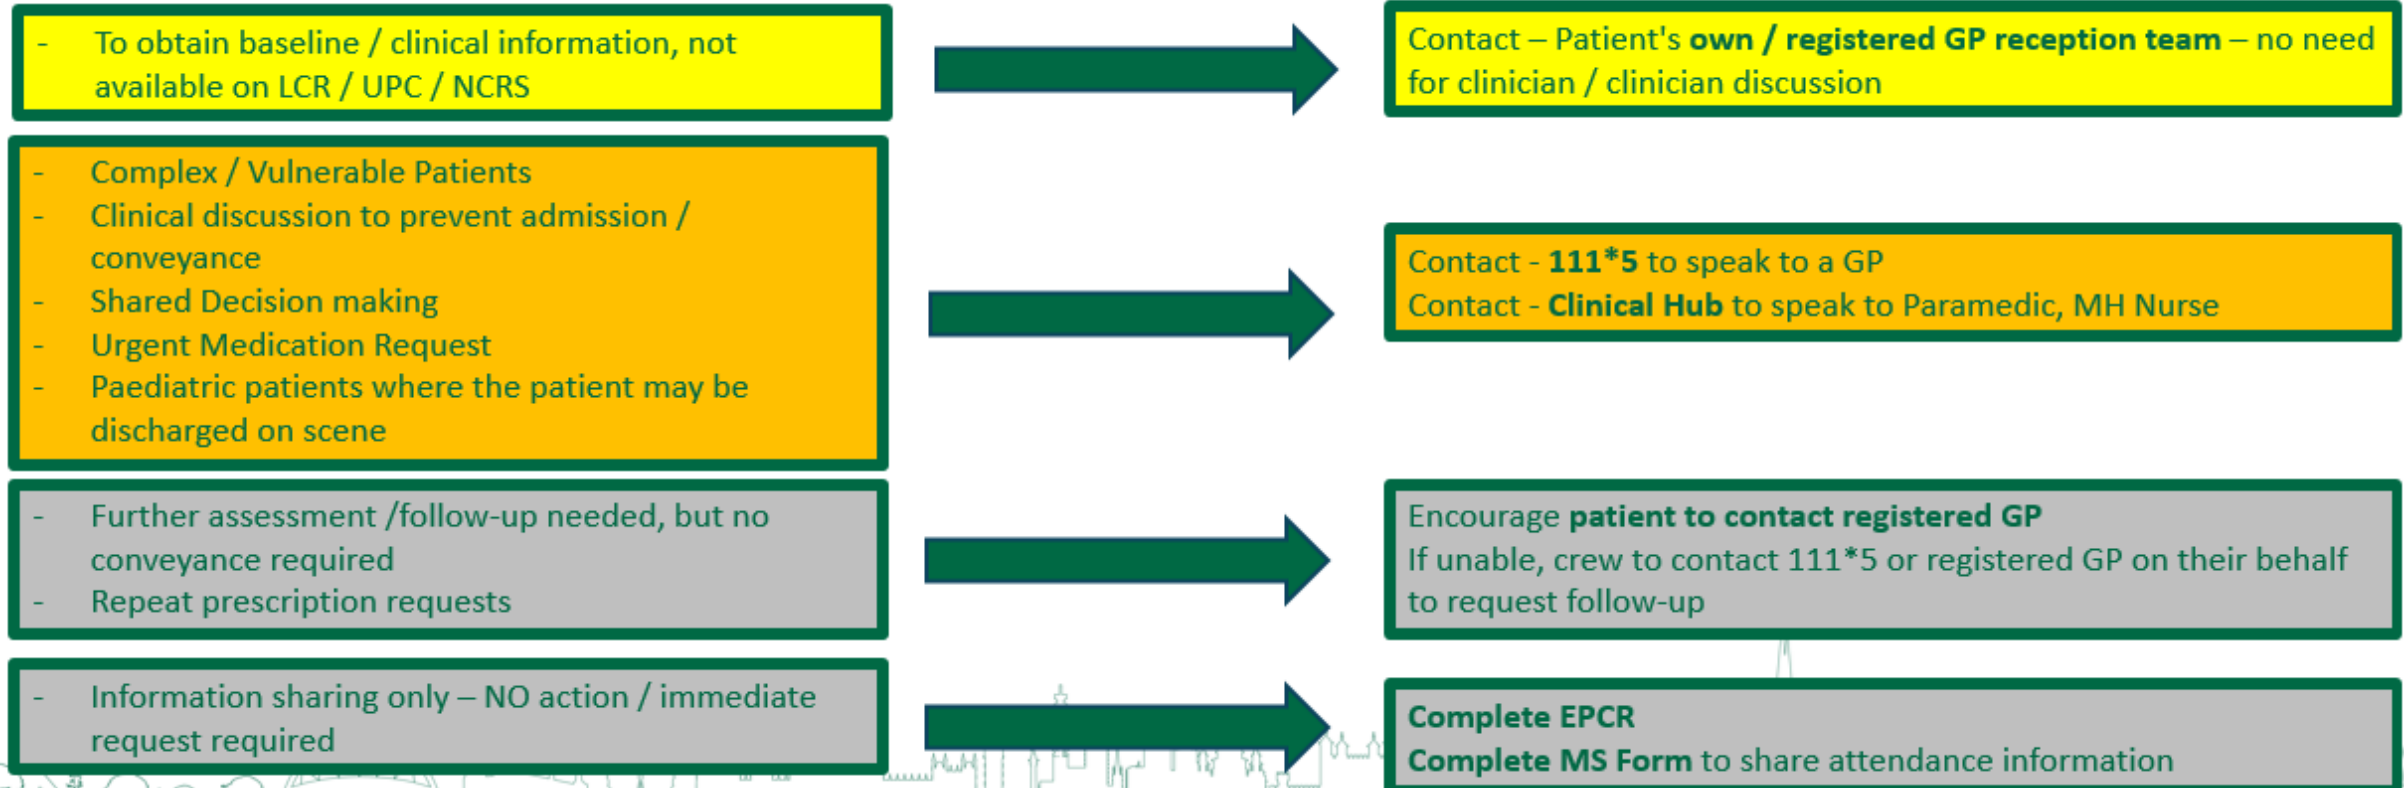 - To obtain baseline / clinical information, not
available on LCR / UPC / NCRS
Contact – Patient's own / registered GP reception team – no need
for clinician / clinician discussion
- Complex / Vulnerable Patients
- Clinical discussion to prevent admission /
conveyance
- Shared Decision making
- Urgent Medication Request
- Paediatric patients where the patient may be
discharged on scene
Contact - 111*5 to speak to a GP
Contact - Clinical Hub to speak to Paramedic, MH Nurse
- Further assessment /follow-up needed, but no
conveyance required
- Repeat prescription requests
Encourage patient to contact registered GP
If unable, crew to contact 111*5 or registered GP on their behalf
to request follow-up
- Information sharing only – NO action / immediate
request required
Complete EPCR
Complete MS Form to share attendance information